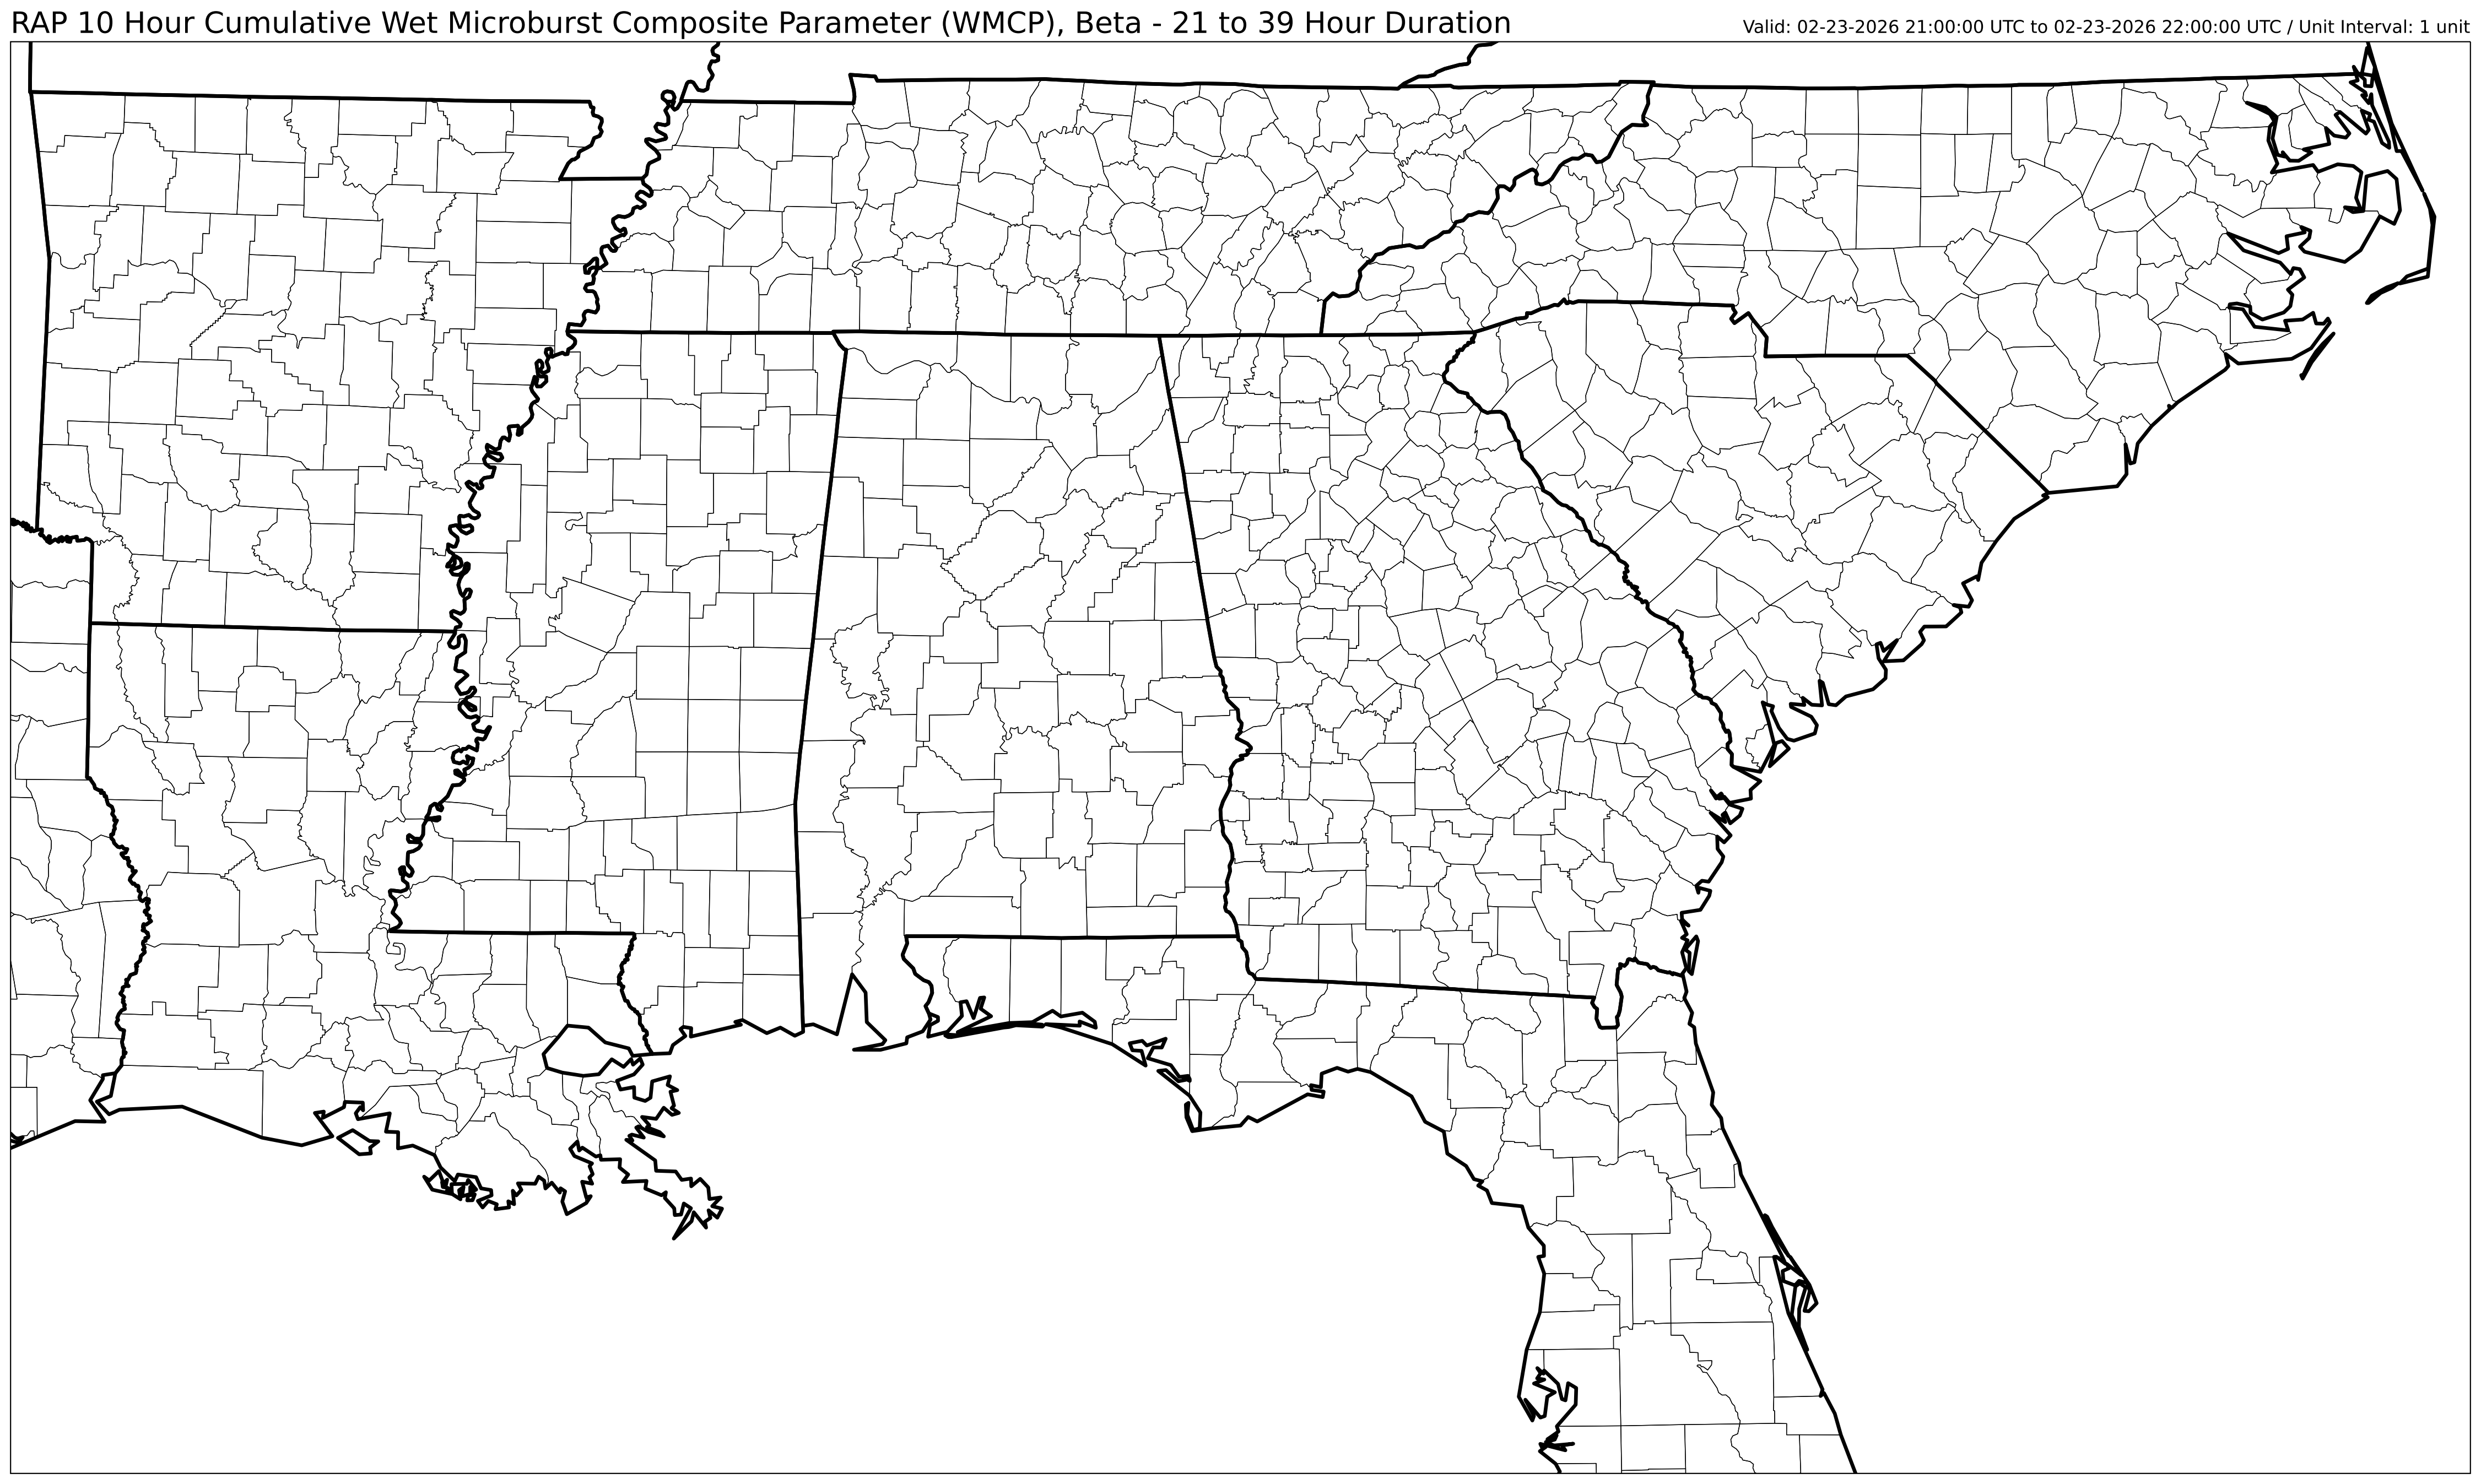 RAP 10 Hour Cumulative Wet Microburst Composite Parameter (WMCP), Beta - 21 to 39 Hour Duration
Valid: 02-23-2026 21:00:00 UTC to 02-23-2026 22:00:00 UTC / Unit Interval: 1 unit